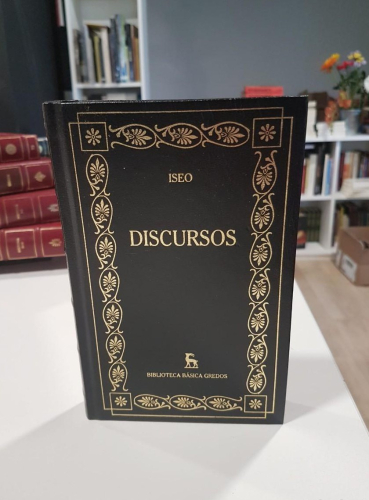 ISEO
DISCURSOS
BIBLIOTECA BÁSICA GREDOS